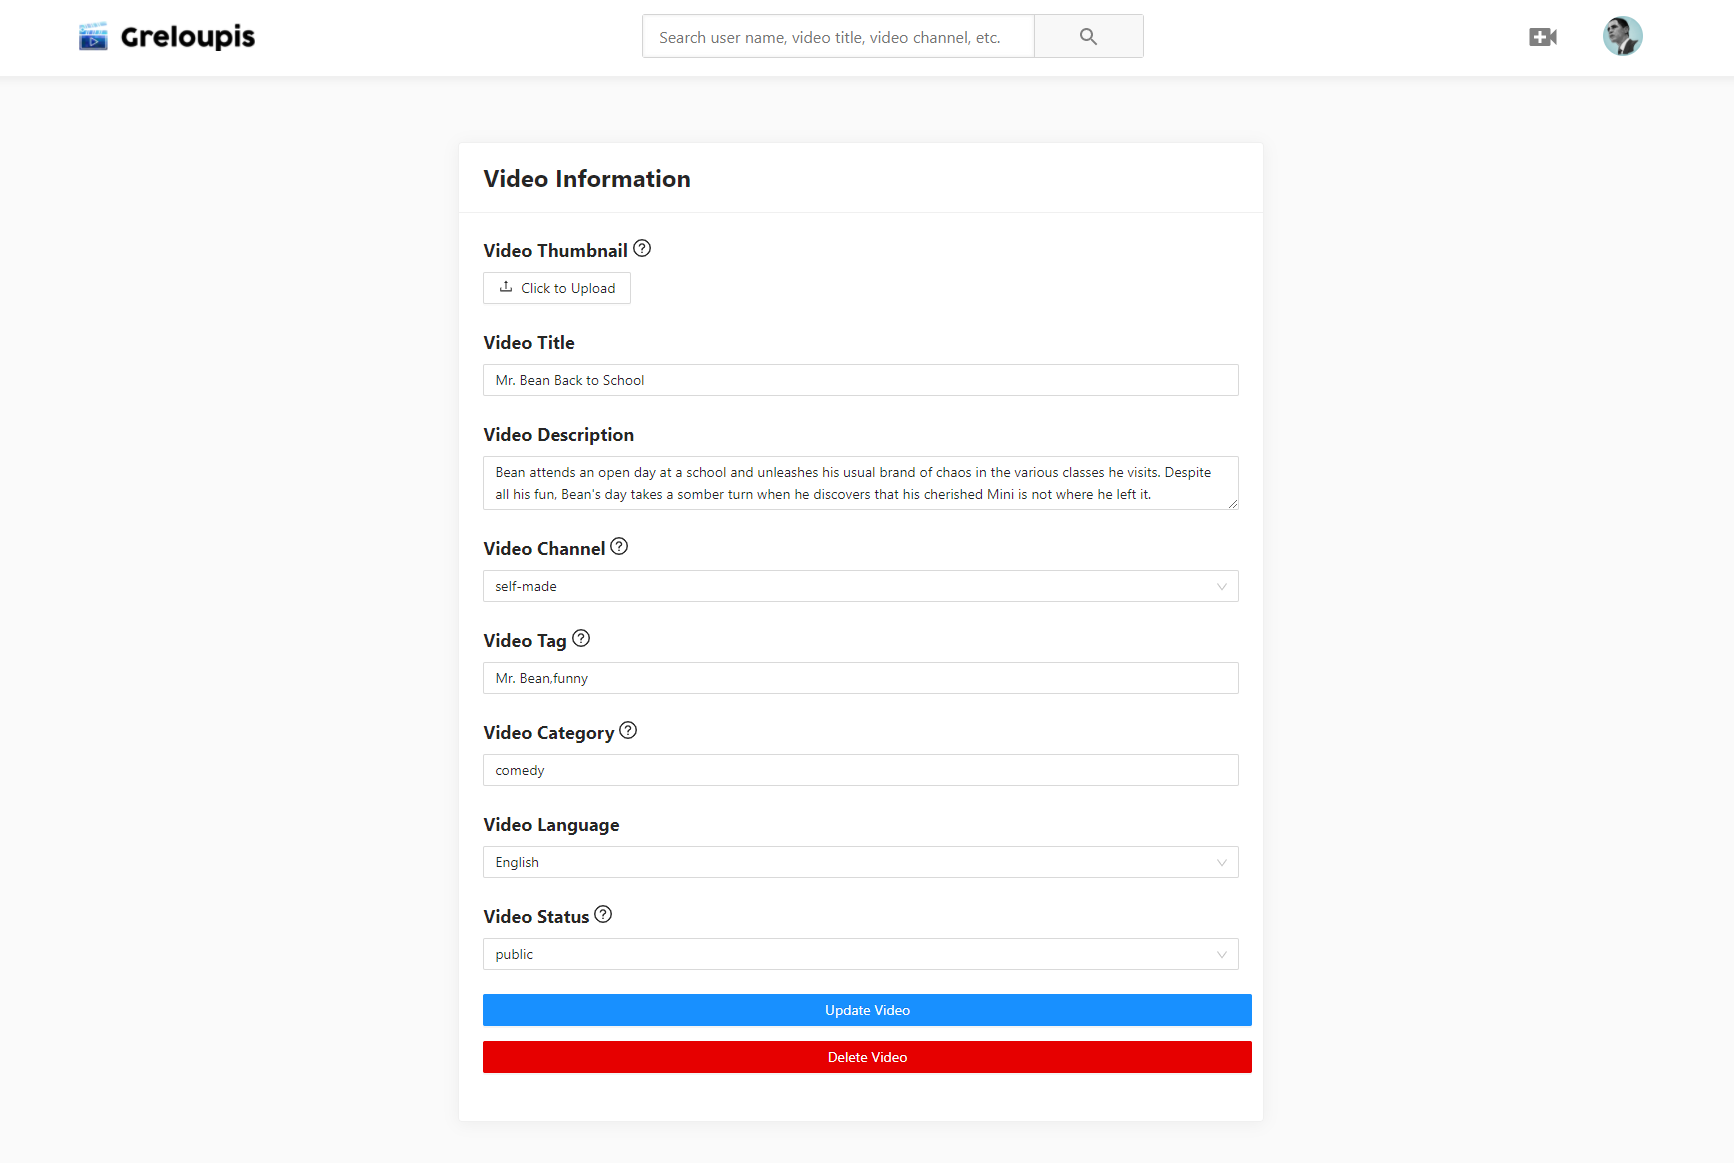 Greloupis
Search user name, video title, video channel, etc.
Video Information
Video Thumbnail
Click to Upload
Video Title
Mr. Bean Back to School
Video Description
Bean attends an open day at a school and unleashes his usual brand of chaos in the various classes he visits. Despite
all his fun, Bean's day takes a somber turn when he discovers that his cherished Mini is not where he left it.
Video Channel
self-made
Video Tag
Mr. Bean,funny
Video Category
comedy
Video Language
English
Video Status
public
Update Video
Delete Video